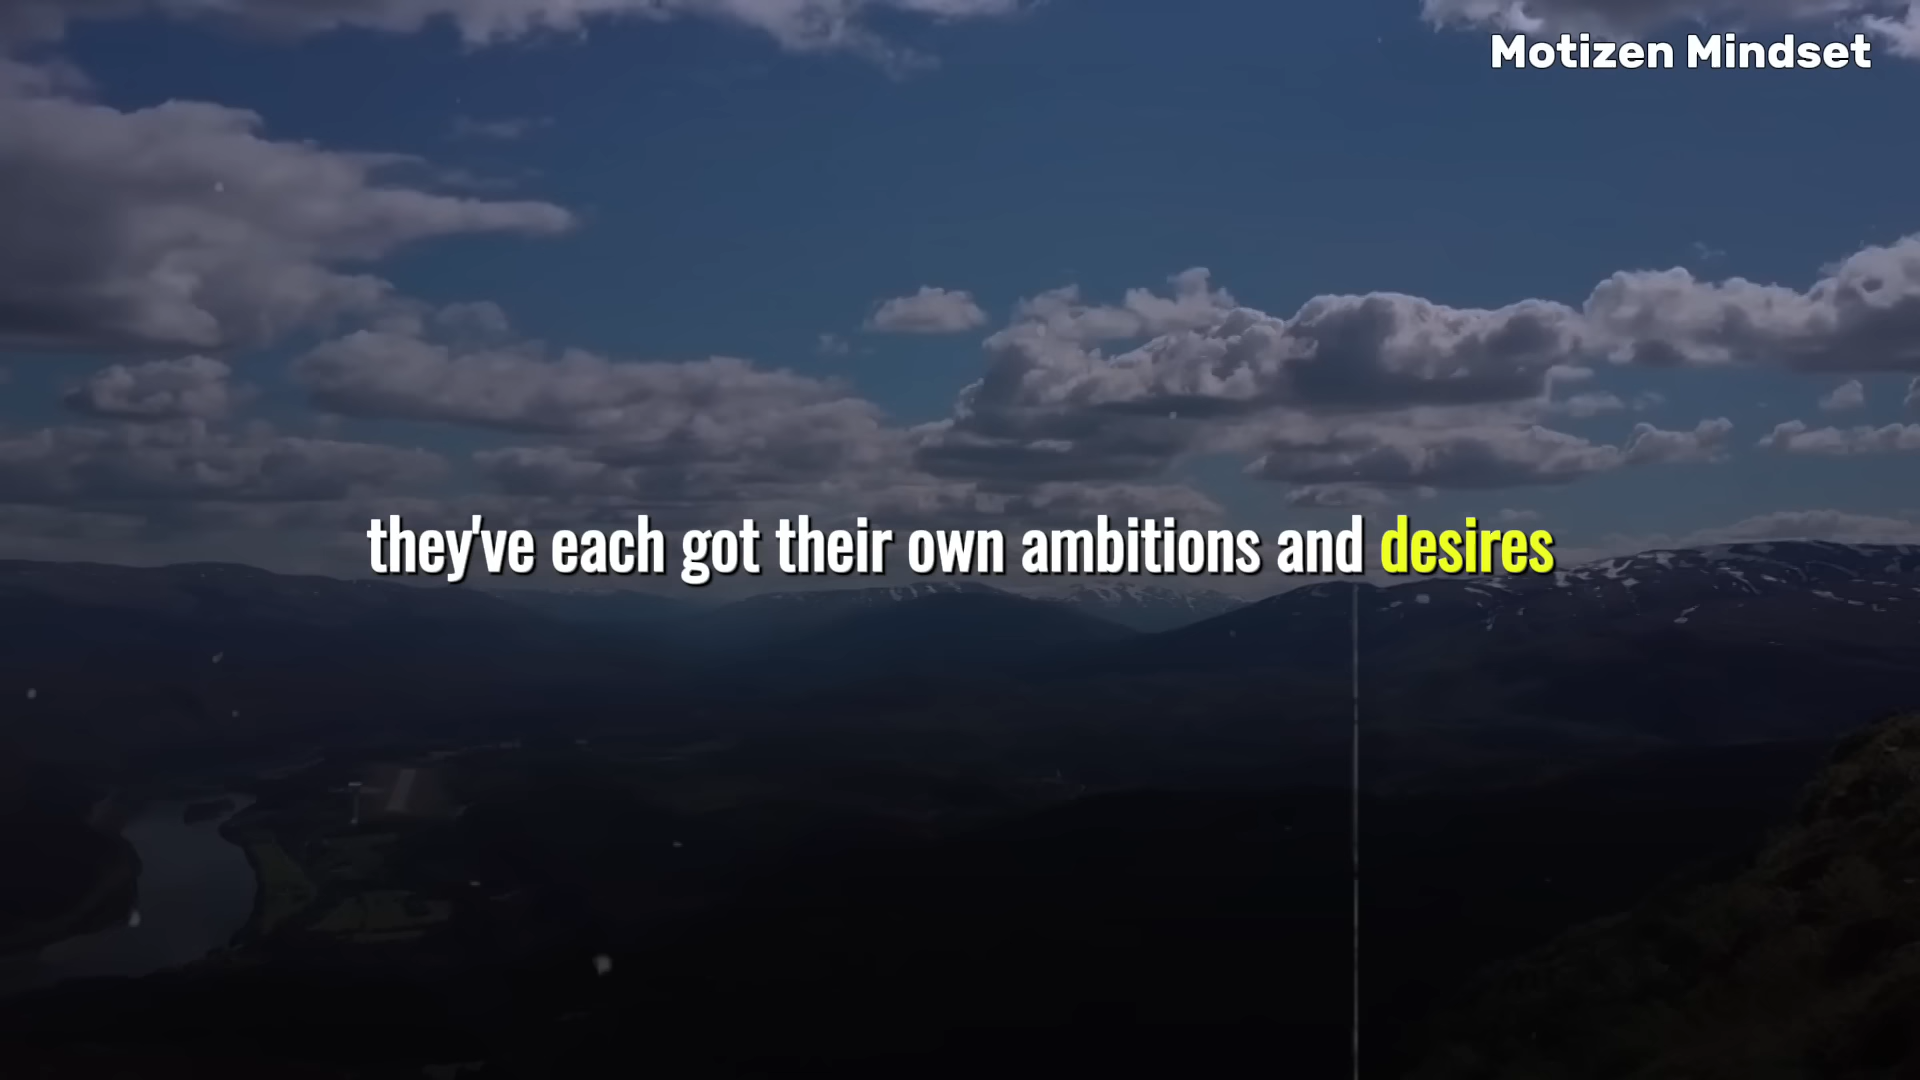 Motizen Mindset
they've each got their own ambitions and desires